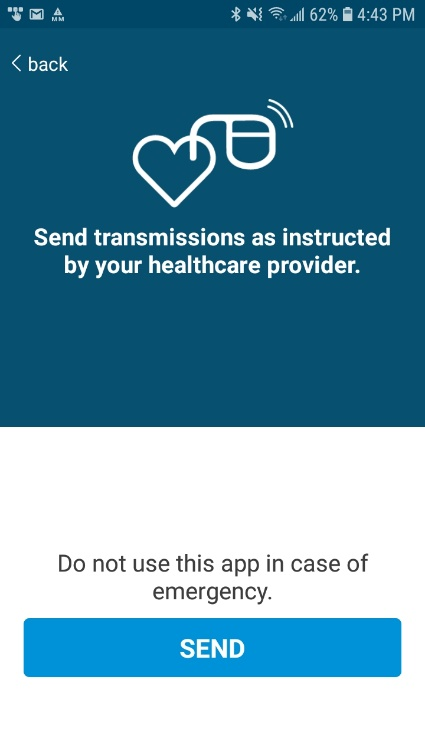 MM 62% 4:43 PM
back
Send transmissions as instructed
by your healthcare provider.
Do not use this app in case of
emergency.
SEND